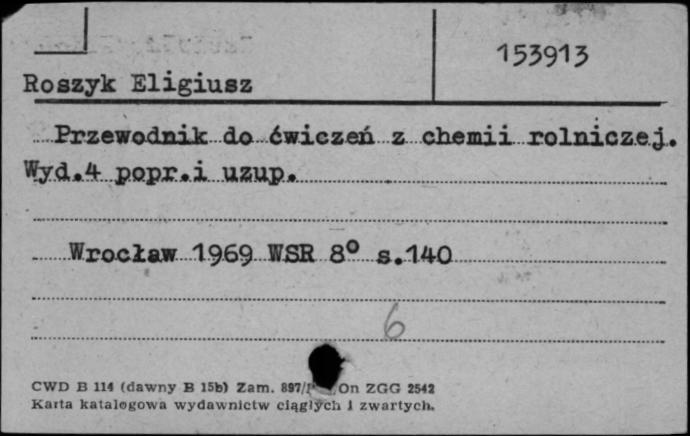 153913
Roszyk Eligiusz
Przewodnik do ćwiczeń z chemii rolniczej.
Wyd.4 popr.i uzup.
Wrocław 1969 WSR 8° s.140
6
CWD B 114 (dawny B 15b) Zam. 897/ On ZGG 2542
Karta katalogowa wydawnictw ciągłych i zwartych.